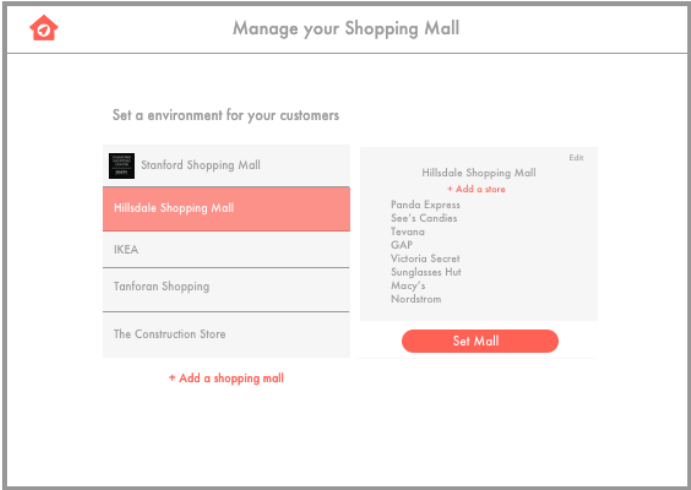 Manage your Shopping Mall
Set a environment for your customers
Stanford Shopping Mall
Hillsdale Shopping Mall
IKEA
Tanforan Shopping
The Construction Store
+ Add a shopping mall
Edit
Hillsdale Shopping Mall
+ Add a store
Panda Express
See's Candies
Tevana
GAP
Victoria Secret
Sunglasses Hut
Macy's
Nordstrom
Set Mall